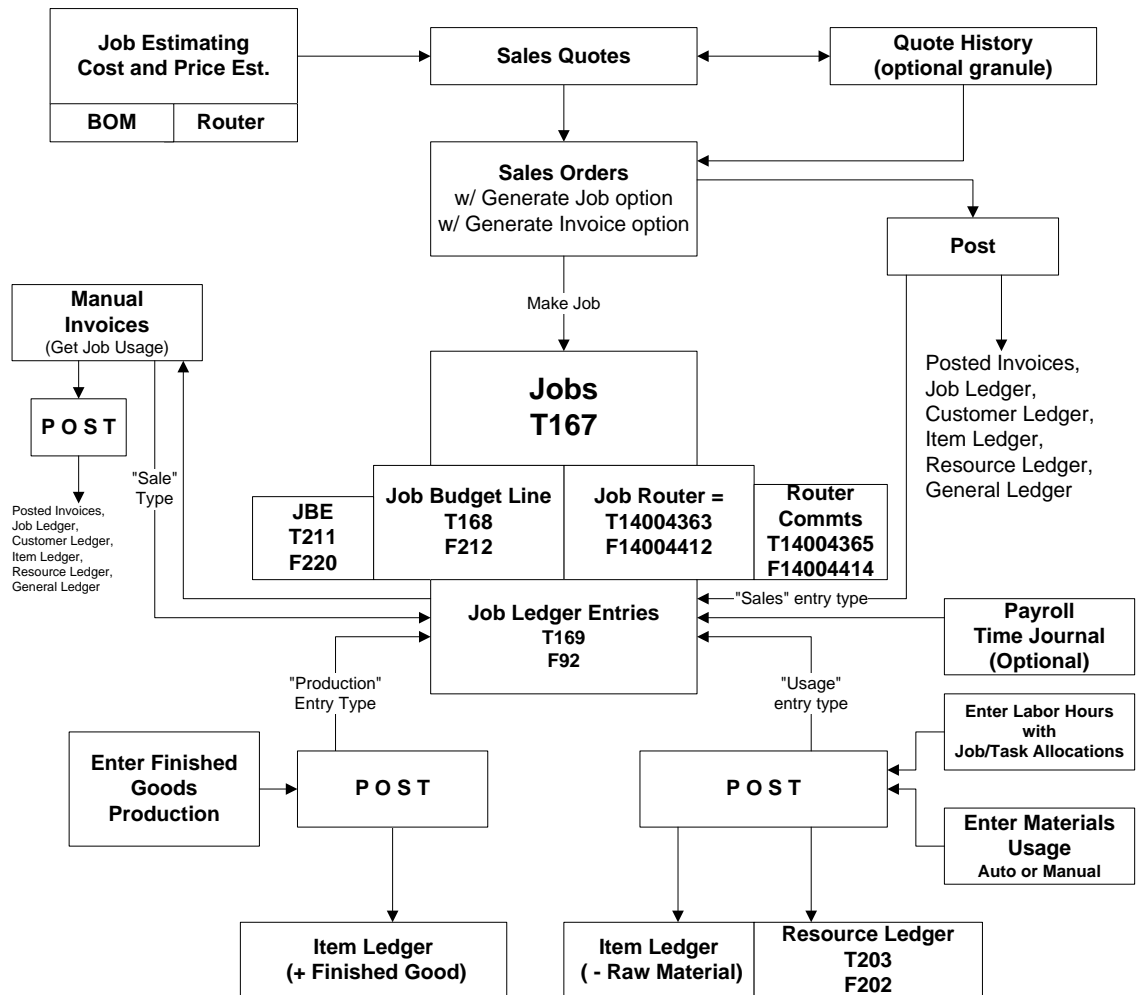 Job Estimating
Cost and Price Est.
BOM
Router
Sales Quotes
Quote History
(optional granule)
Sales Orders
w/ Generate Job option
w/ Generate Invoice option
Post
Make Job
Manual
Invoices
(Get Job Usage)
P O S T
"Sale"
Type
Posted Invoices,
Job Ledger,
Customer Ledger,
Item Ledger,
Resource Ledger,
General Ledger
Posted Invoices,
Job Ledger,
Customer Ledger,
Item Ledger,
Resource Ledger,
General Ledger
Jobs
T167
JBE
T211
F220
Job Budget Line
T168
F212
Job Router =
T14004363
F14004412
Router
Commts
T14004365
F14004414
"Sales" entry type
Job Ledger Entries
T169
F92
Payroll
Time Journal
(Optional)
"Production"
Entry Type
"Usage"
entry type
Enter Labor Hours
with
Job/Task Allocations
Enter Finished
Goods
Production
P O S T
P O S T
Enter Materials
Usage
Auto or Manual
Item Ledger
(+ Finished Good)
Item Ledger
( - Raw Material)
Resource Ledger
T203
F202